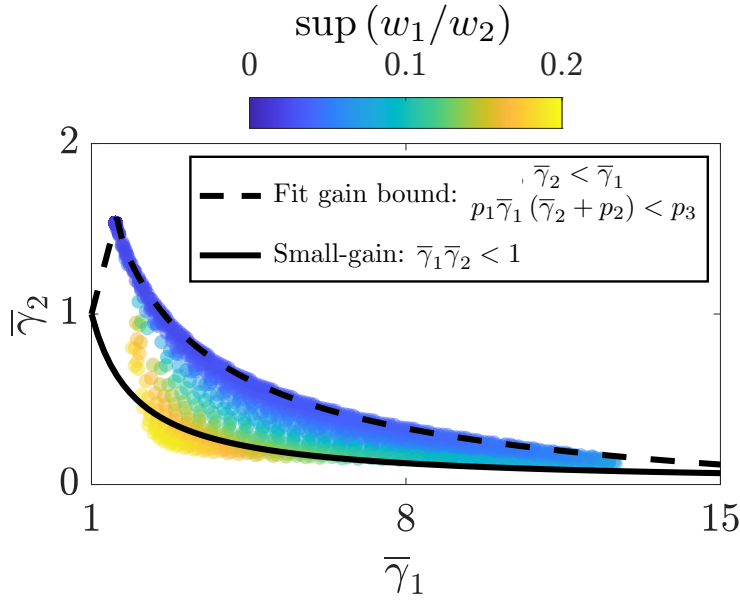 sup (w₁/w₂)
0 0.1 0.2
2
Fit gain bound: γ̅₂ < γ̅₁
p₁γ̅₁ (γ̅₂ + p₂) < p₃
Small-gain: γ̅₁γ̅₂ < 1
γ̅₂
1
0
1 8 15
γ̅₁